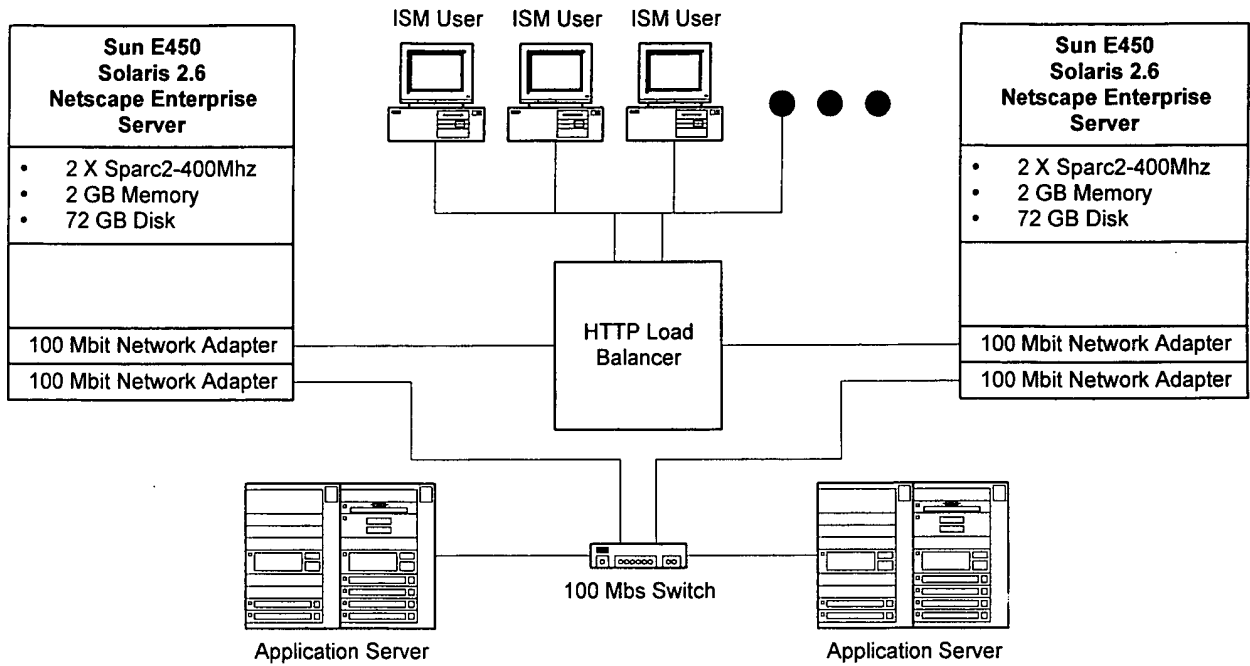 ISM User
ISM User
ISM User
Sun E450
Solaris 2.6
Netscape Enterprise
Server
• 2 X Sparc2-400Mhz
• 2 GB Memory
• 72 GB Disk
100 Mbit Network Adapter
100 Mbit Network Adapter
HTTP Load
Balancer
Sun E450
Solaris 2.6
Netscape Enterprise
Server
• 2 X Sparc2-400Mhz
• 2 GB Memory
• 72 GB Disk
100 Mbit Network Adapter
100 Mbit Network Adapter
100 Mbs Switch
Application Server
Application Server